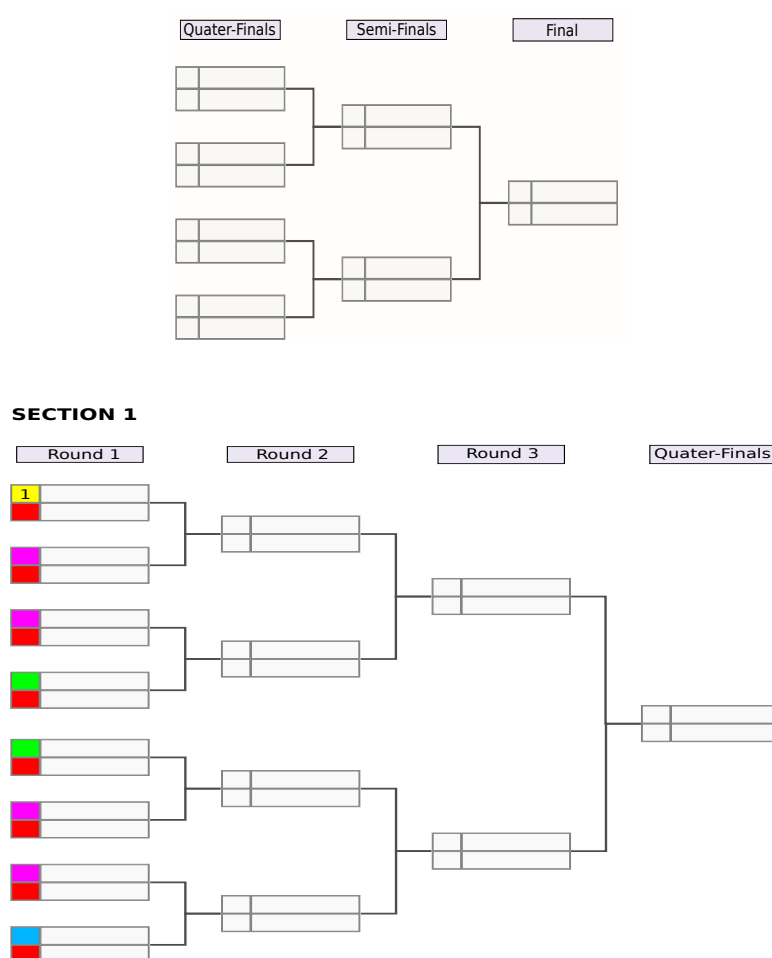 Quater-Finals Semi-Finals Final
SECTION 1
Round 1 Round 2 Round 3 Quater-Finals
1